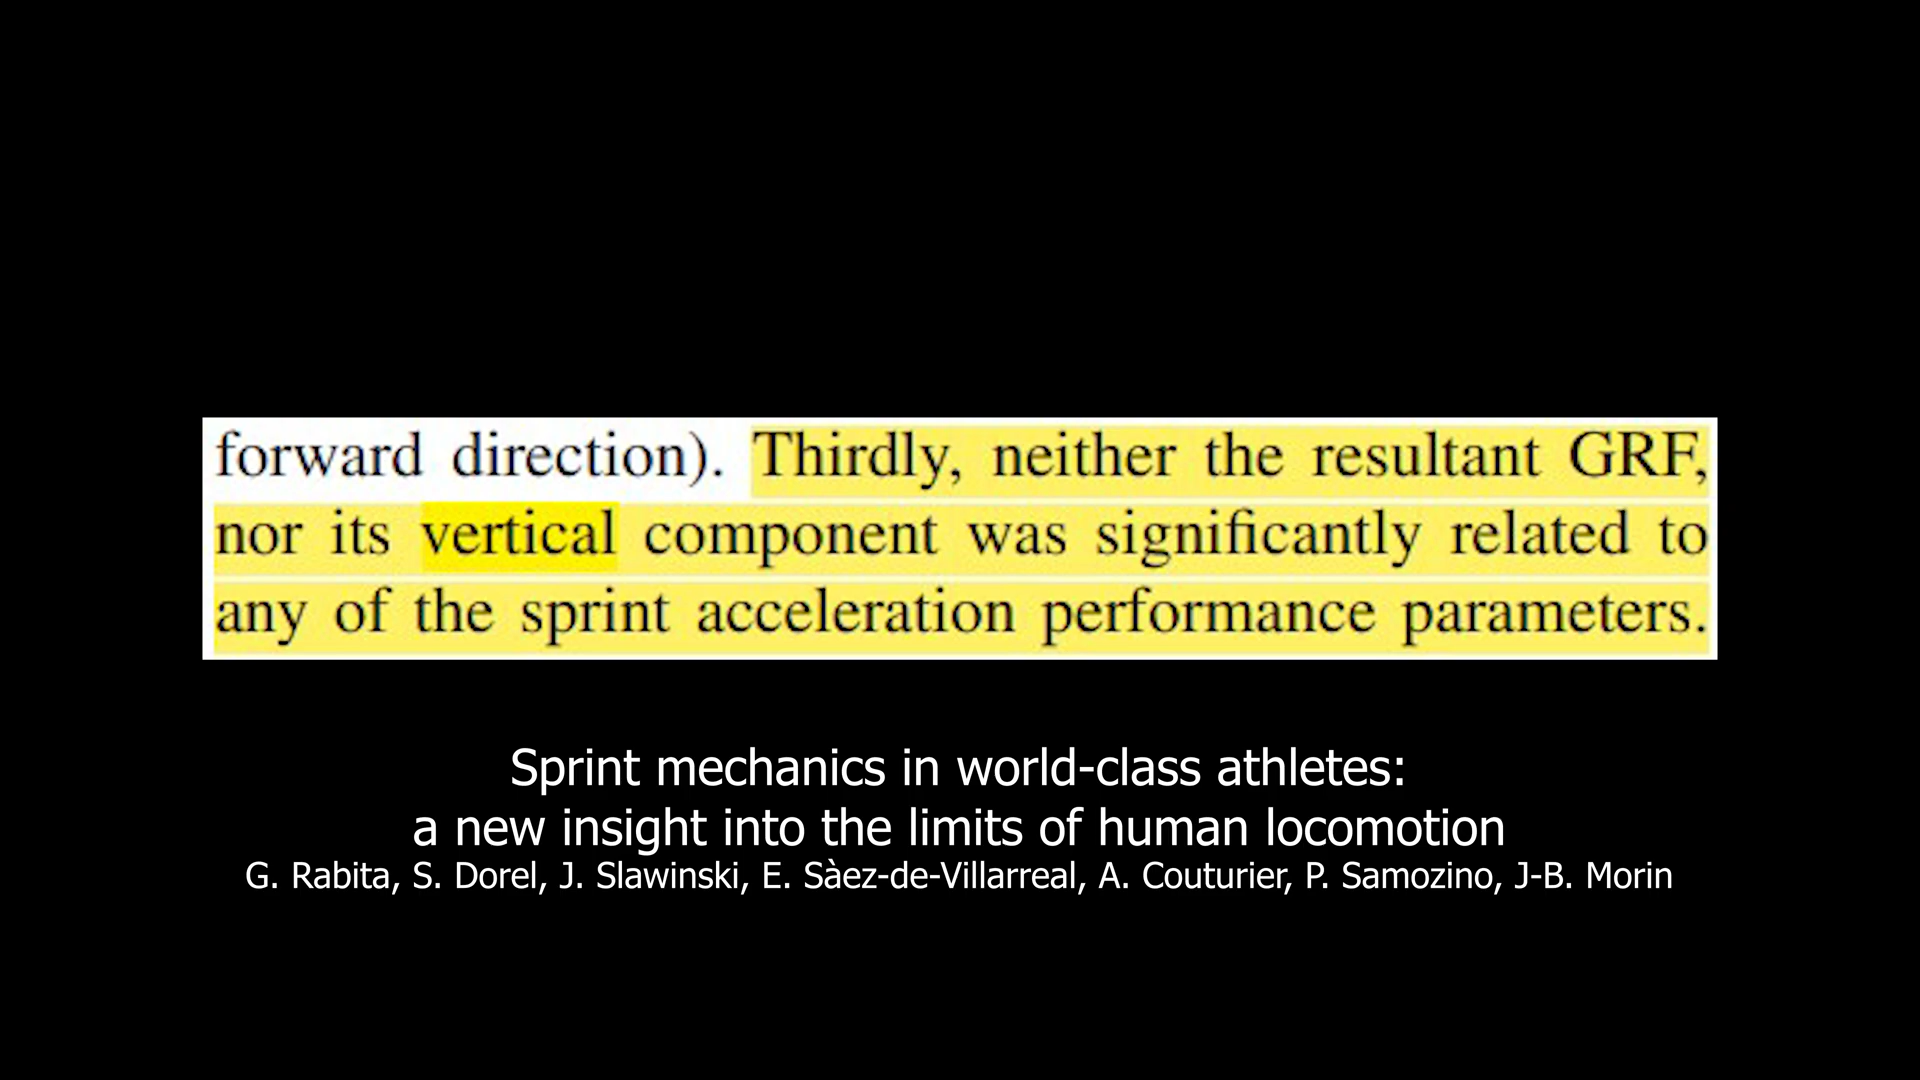 forward direction). Thirdly, neither the resultant GRF,
nor its vertical component was significantly related to
any of the sprint acceleration performance parameters.
Sprint mechanics in world-class athletes:
a new insight into the limits of human locomotion
G. Rabita, S. Dorel, J. Slawinski, E. Sàez-de-Villarreal, A. Couturier, P. Samozino, J-B. Morin